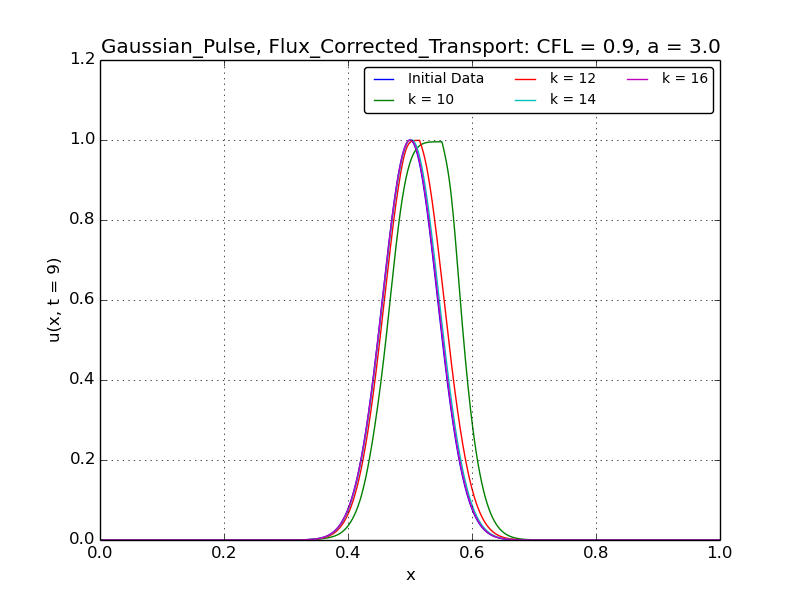 Gaussian_Pulse, Flux_Corrected_Transport: CFL = 0.9, a = 3.0
1.2
Initial Data
k = 12
k = 16
k = 10
k = 14
1.0
0.8
0.6
u(x, t = 9)
0.4
0.2
0.0
0.0
0.2
0.4
0.6
0.8
1.0
x